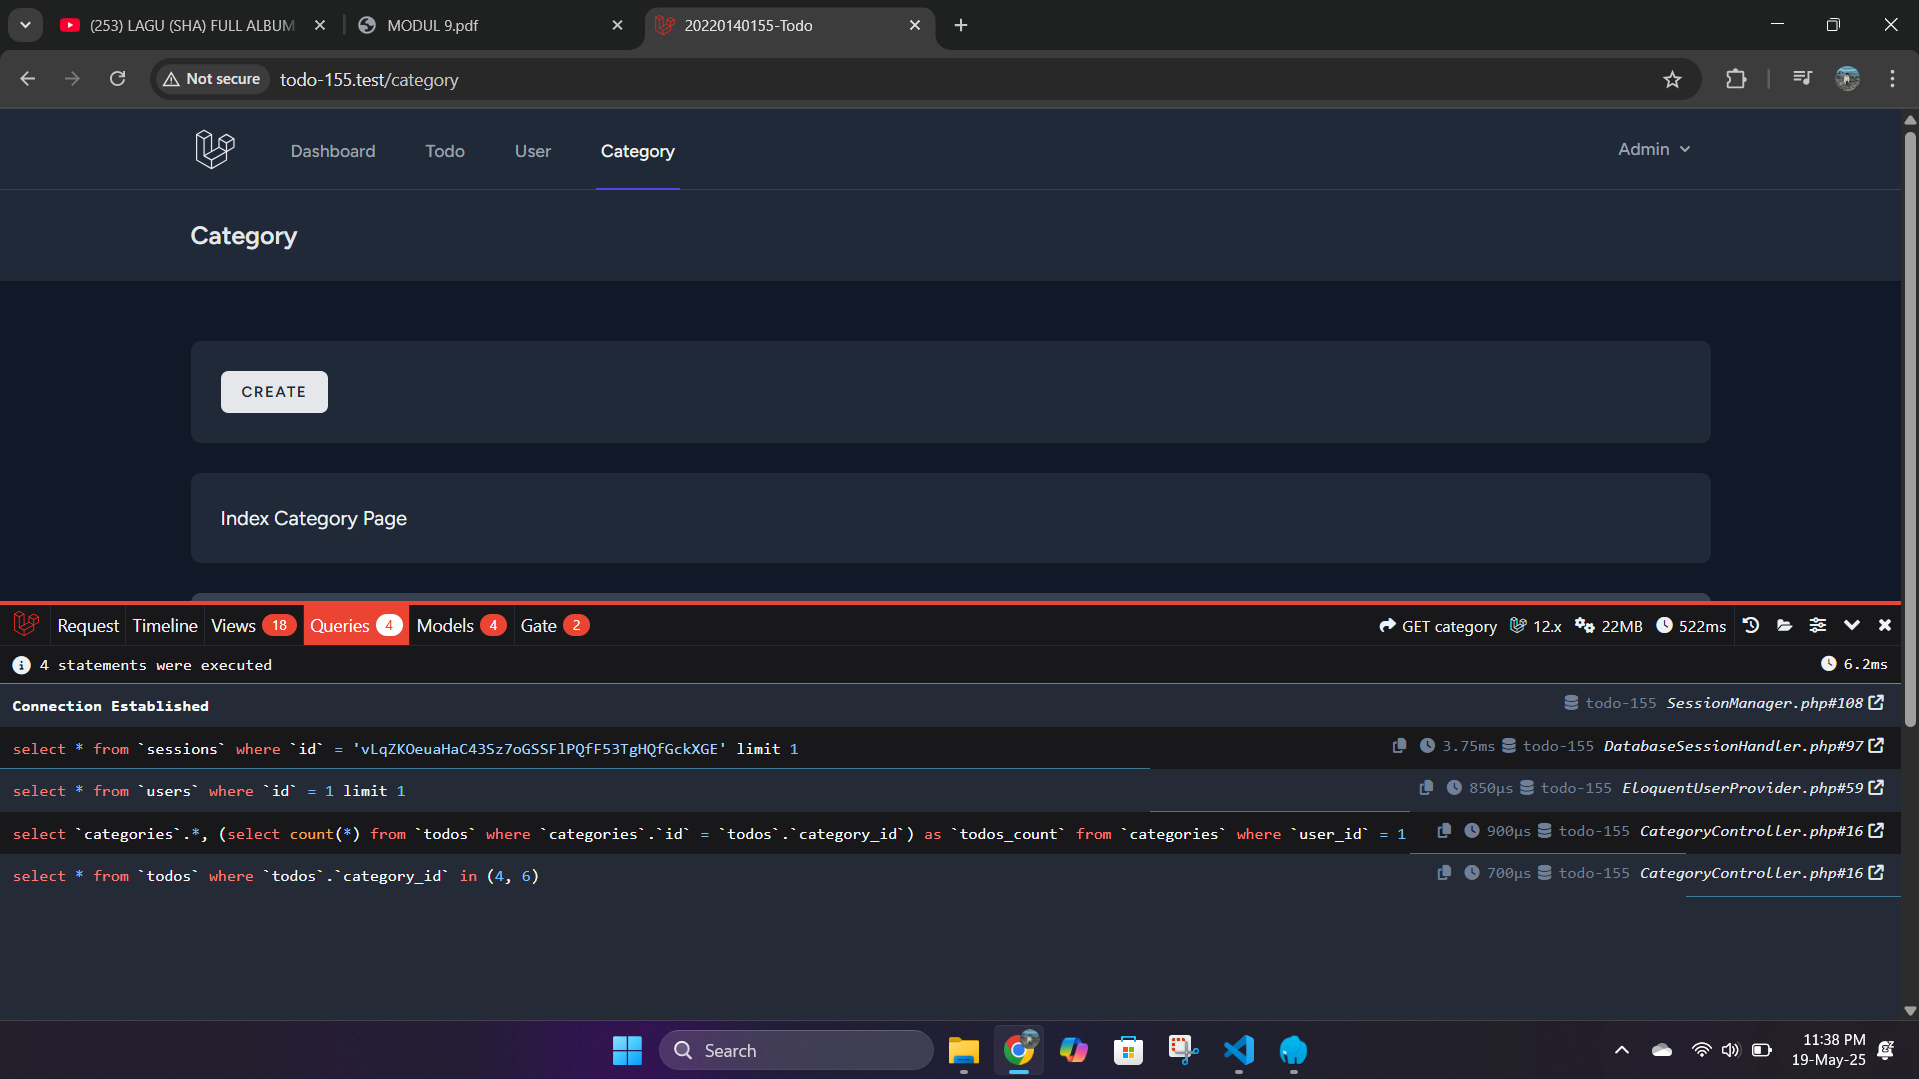 (253) LAGU (SHA) FULL ALBUM
MODUL 9.pdf
20220140155-Todo
Not secure
todo-155.test/category
Dashboard
Todo
User
Category
Admin
Category
CREATE
Index Category Page
Request
Timeline
Views 18
Queries 4
Models 4
Gate 2
GET category
12.x
22MB
522ms
4 statements were executed
6.2ms
Connection Established
todo-155 SessionManager.php#108
select * from `sessions` where `id` = 'vLqZKOeuaHaC43Sz7oGSSFlPQfF53TgHQfGckXGE' limit 1
3.75ms todo-155 DatabaseSessionHandler.php#97
select * from `users` where `id` = 1 limit 1
850μs todo-155 EloquentUserProvider.php#59
select `categories`.*, (select count(*) from `todos` where `categories`.`id` = `todos`.`category_id`) as `todos_count` from `categories` where `user_id` = 1
900μs todo-155 CategoryController.php#16
select * from `todos` where `todos`.`category_id` in (4, 6)
700μs todo-155 CategoryController.php#16
Search
11:38 PM
19-May-25